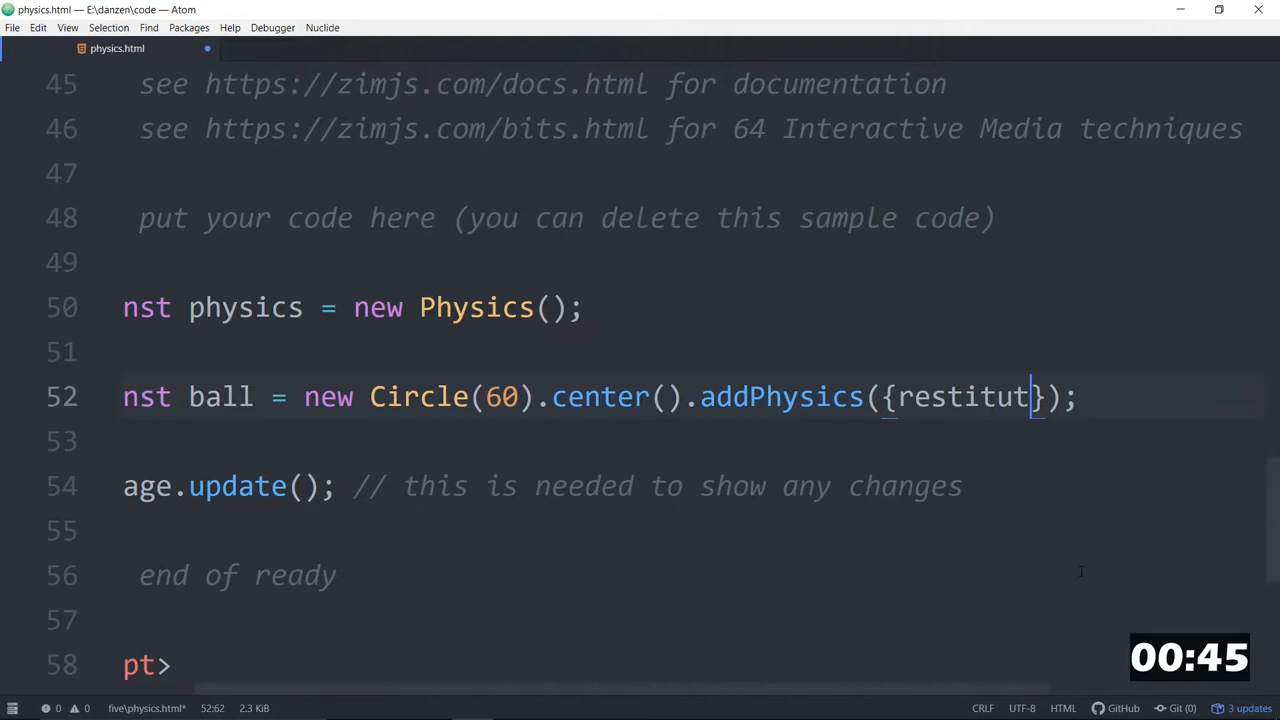 physics.html — E:\danzen\code — Atom
File Edit View Selection Find Packages Help Debugger Nuclide
physics.html
45 see https://zimjs.com/docs.html for documentation
46 see https://zimjs.com/bits.html for 64 Interactive Media techniques
47
48 put your code here (you can delete this sample code)
49
50 nst physics = new Physics();
51
52 nst ball = new Circle(60).center().addPhysics({restitut});
53
54 age.update(); // this is needed to show any changes
55
56 end of ready
57
58 pt>
00:45
0 0 five\physics.html* 52:62 2.3 KiB CRLF UTF-8 HTML GitHub Git (0) 3 updates